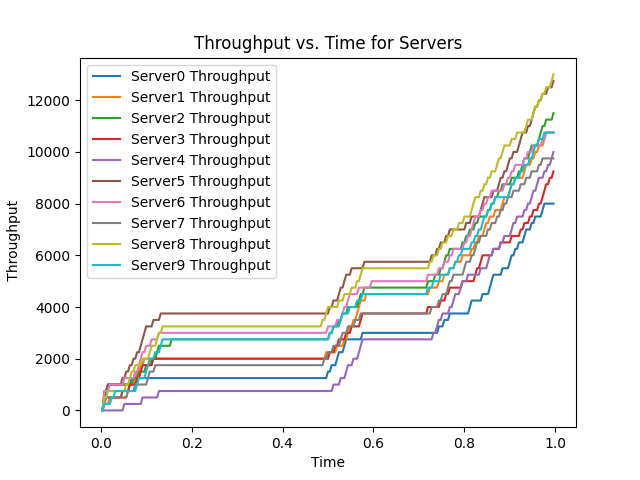 Throughput vs. Time for Servers
Throughput
12000
10000
8000
6000
4000
2000
0
Server0 Throughput
Server1 Throughput
Server2 Throughput
Server3 Throughput
Server4 Throughput
Server5 Throughput
Server6 Throughput
Server7 Throughput
Server8 Throughput
Server9 Throughput
0.0 0.2 0.4 0.6 0.8 1.0
Time